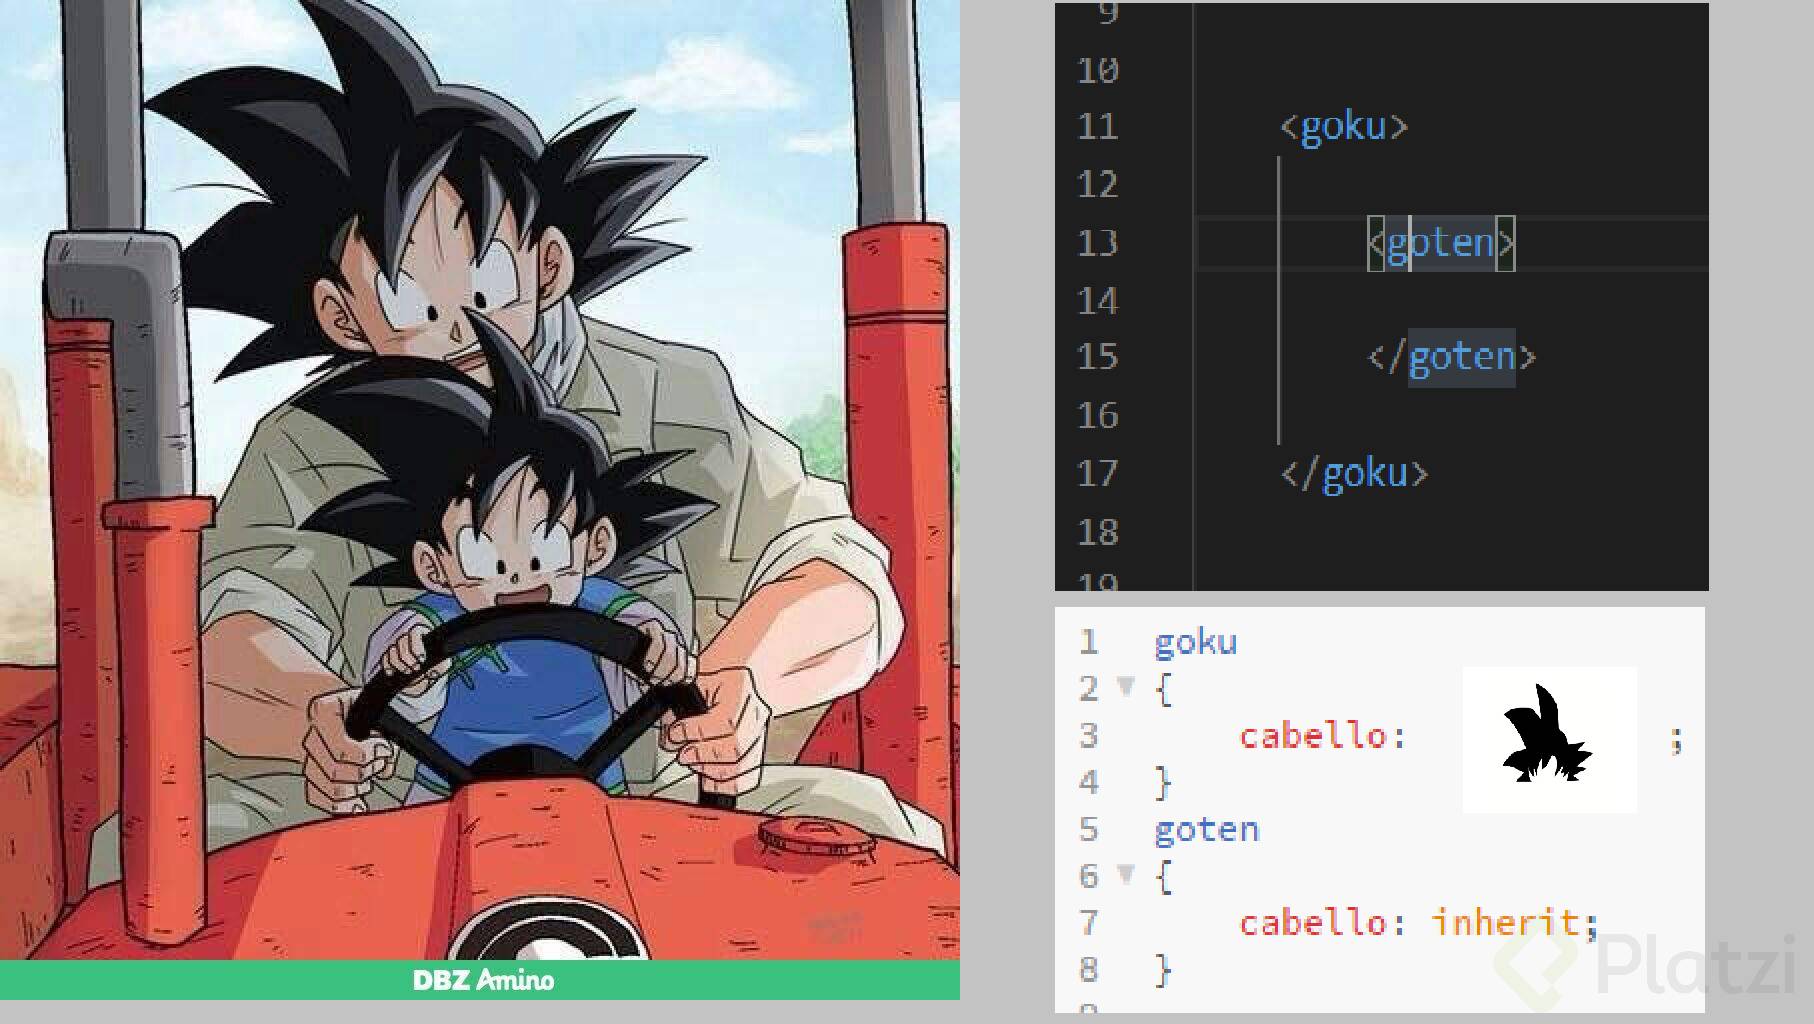 DBZ Amino
9
10
11 <goku>
12
13 <goten>
14
15 </goten>
16
17 </goku>
18
19
1 goku
2 {
3 cabello: ;
4 }
5 goten
6 {
7 cabello: inherit;
8 }
Platzi